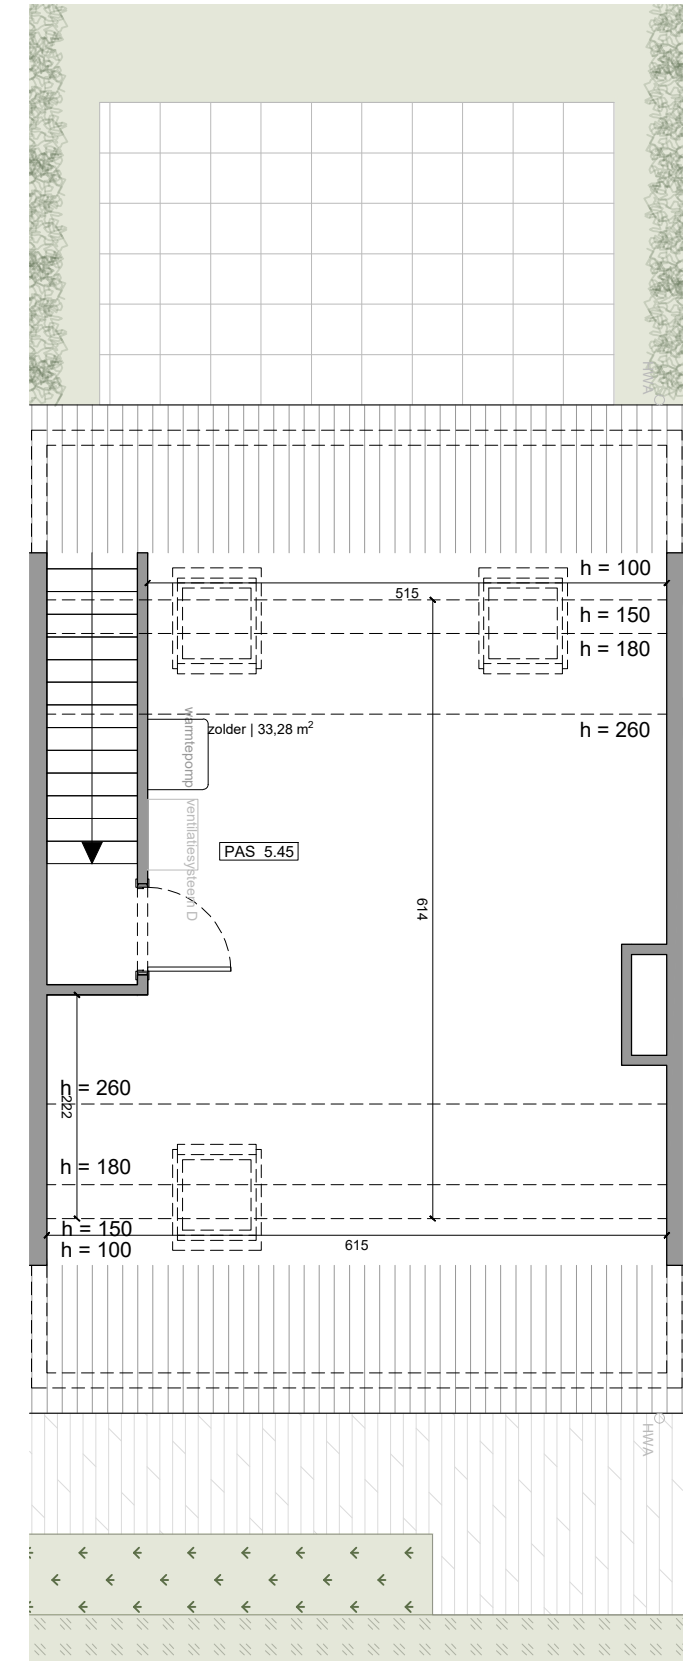 HWA
h = 100
515
h = 150
h = 180
warmtepomp
zolder | 33,28 m²
h = 260
ventilatiesysteem D
PAS 5.45
614
h = 260
222
h = 180
h = 150
h = 100
615
HWA